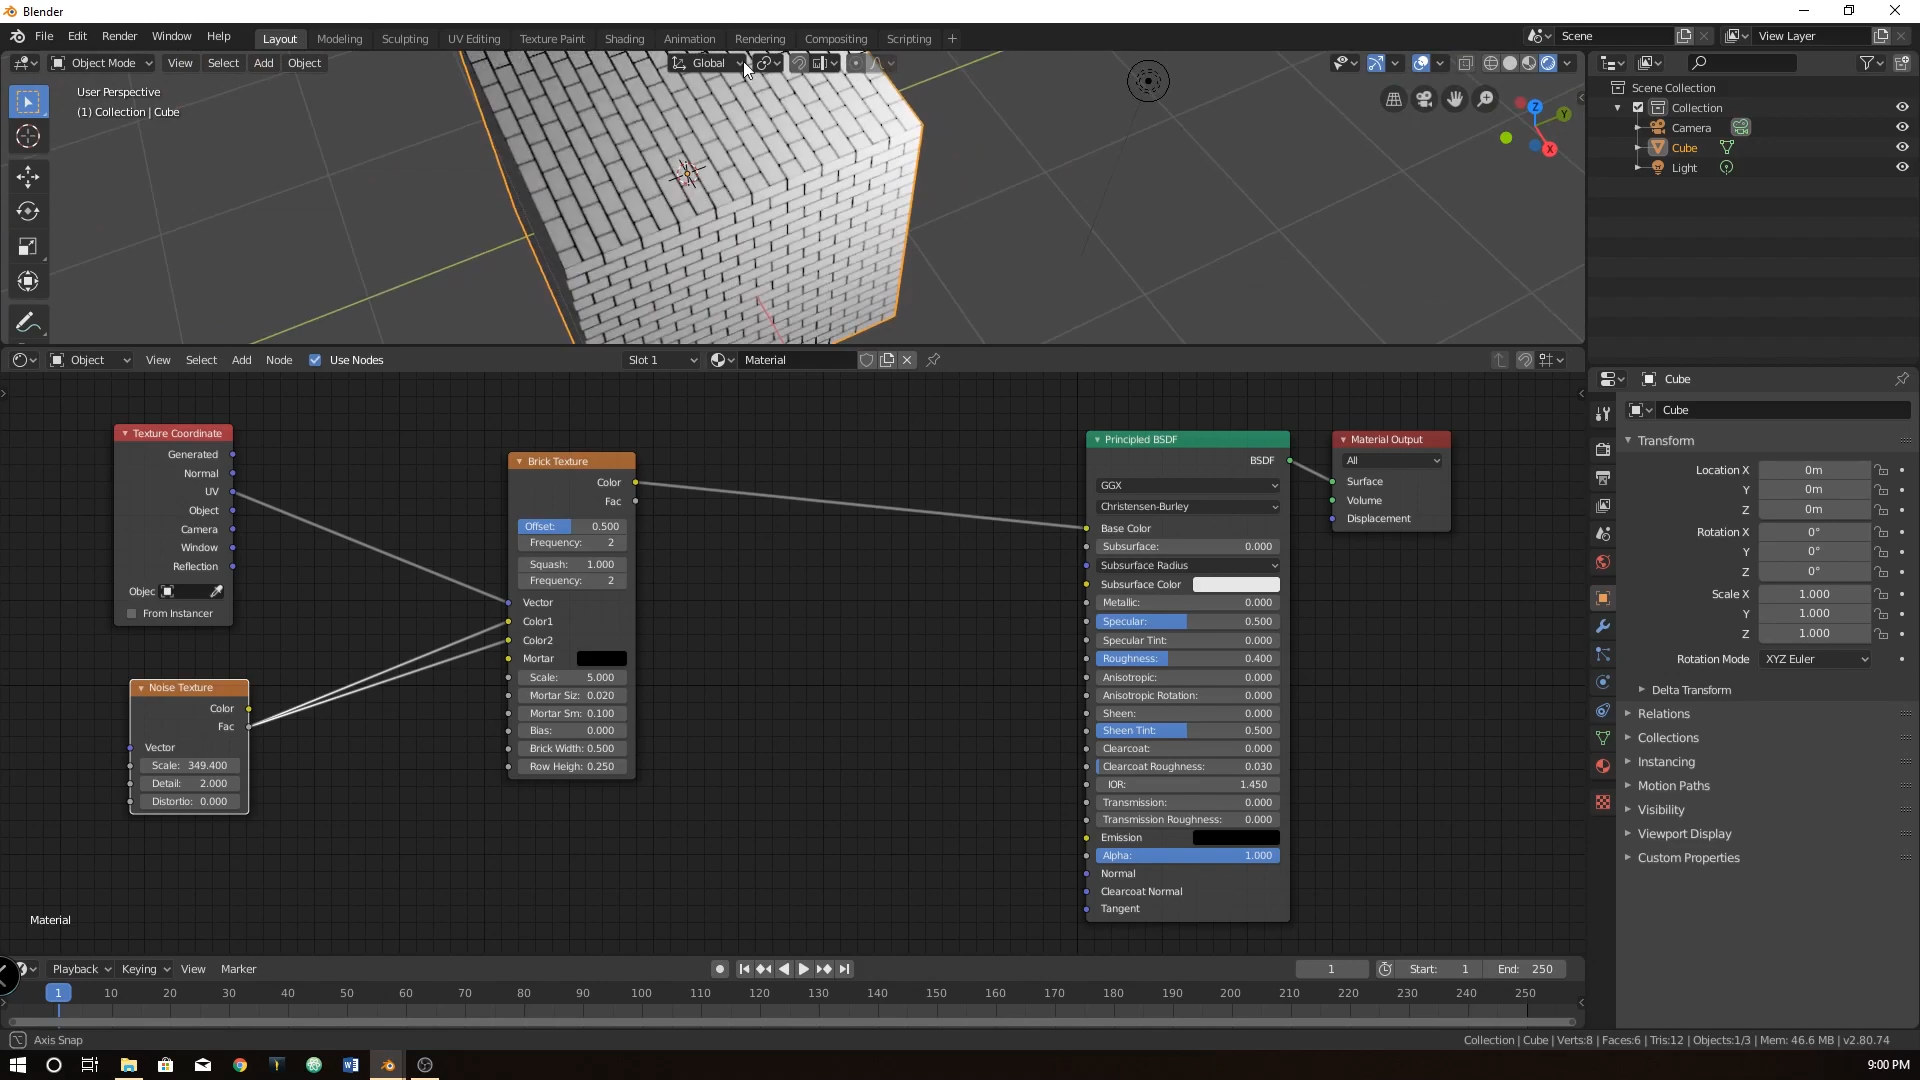 Blender
File Edit Render Window Help
Layout Modeling Sculpting UV Editing Texture Paint Shading Animation Rendering Compositing Scripting +
Scene
View Layer
Object Mode View Select Add Object
Global
User Perspective
(1) Collection | Cube
Z
Y
X
Scene Collection
Collection
Camera
Cube
Light
Object View Select Add Node Use Nodes
Slot 1
Material
Texture Coordinate
Generated
Normal
UV
Object
Camera
Window
Reflection
Objec
From Instancer
Noise Texture
Color
Fac
Vector
Scale: 349.400
Detail: 2.000
Distortio: 0.000
Brick Texture
Color
Fac
Offset: 0.500
Frequency: 2
Squash: 1.000
Frequency: 2
Vector
Color1
Color2
Mortar
Scale: 5.000
Mortar Siz: 0.020
Mortar Sm: 0.100
Bias: 0.000
Brick Width: 0.500
Row Heigh: 0.250
Principled BSDF
BSDF
GGX
Christensen-Burley
Base Color
Subsurface: 0.000
Subsurface Radius
Subsurface Color
Metallic: 0.000
Specular: 0.500
Specular Tint: 0.000
Roughness: 0.400
Anisotropic: 0.000
Anisotropic Rotation: 0.000
Sheen: 0.000
Sheen Tint: 0.500
Clearcoat: 0.000
Clearcoat Roughness: 0.030
IOR: 1.450
Transmission: 0.000
Transmission Roughness: 0.000
Emission
Alpha: 1.000
Normal
Clearcoat Normal
Tangent
Material Output
All
Surface
Volume
Displacement
Material
Cube
Cube
Transform
Location X 0m
Y 0m
Z 0m
Rotation X 0°
Y 0°
Z 0°
Scale X 1.000
Y 1.000
Z 1.000
Rotation Mode XYZ Euler
Delta Transform
Relations
Collections
Instancing
Motion Paths
Visibility
Viewport Display
Custom Properties
Playback Keying View Marker
1 Start: 1 End: 250
1 10 20 30 40 50 60 70 80 90 100 110 120 130 140 150 160 170 180 190 200 210 220 230 240 250
Axis Snap
Collection | Cube | Verts:8 | Faces:6 | Tris:12 | Objects:1/3 | Mem: 46.6 MB | v2.80.74
9:00 PM